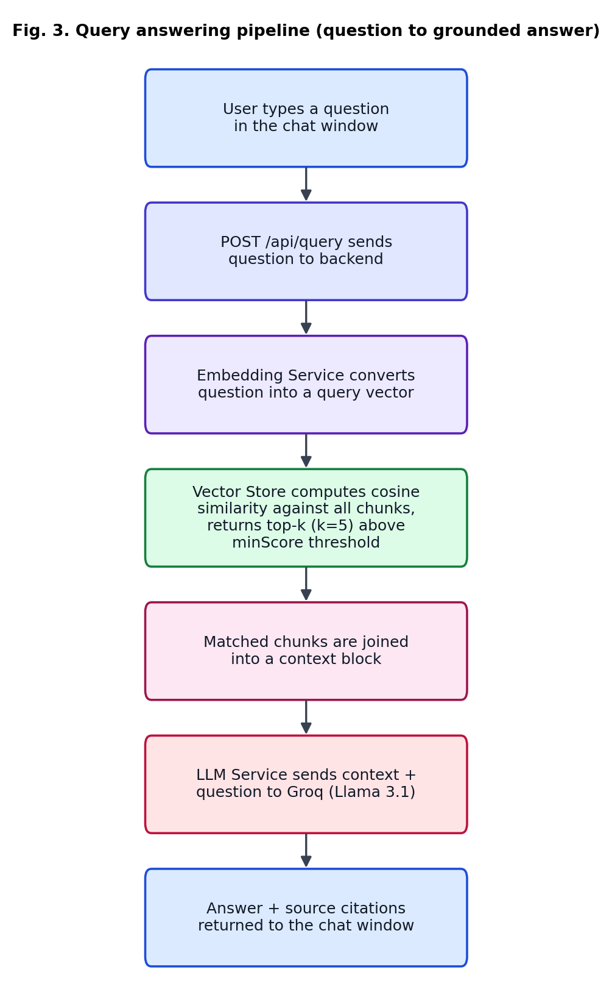 Fig. 3. Query answering pipeline (question to grounded answer)
User types a question
in the chat window
POST /api/query sends
question to backend
Embedding Service converts
question into a query vector
Vector Store computes cosine
similarity against all chunks,
returns top-k (k=5) above
minScore threshold
Matched chunks are joined
into a context block
LLM Service sends context +
question to Groq (Llama 3.1)
Answer + source citations
returned to the chat window